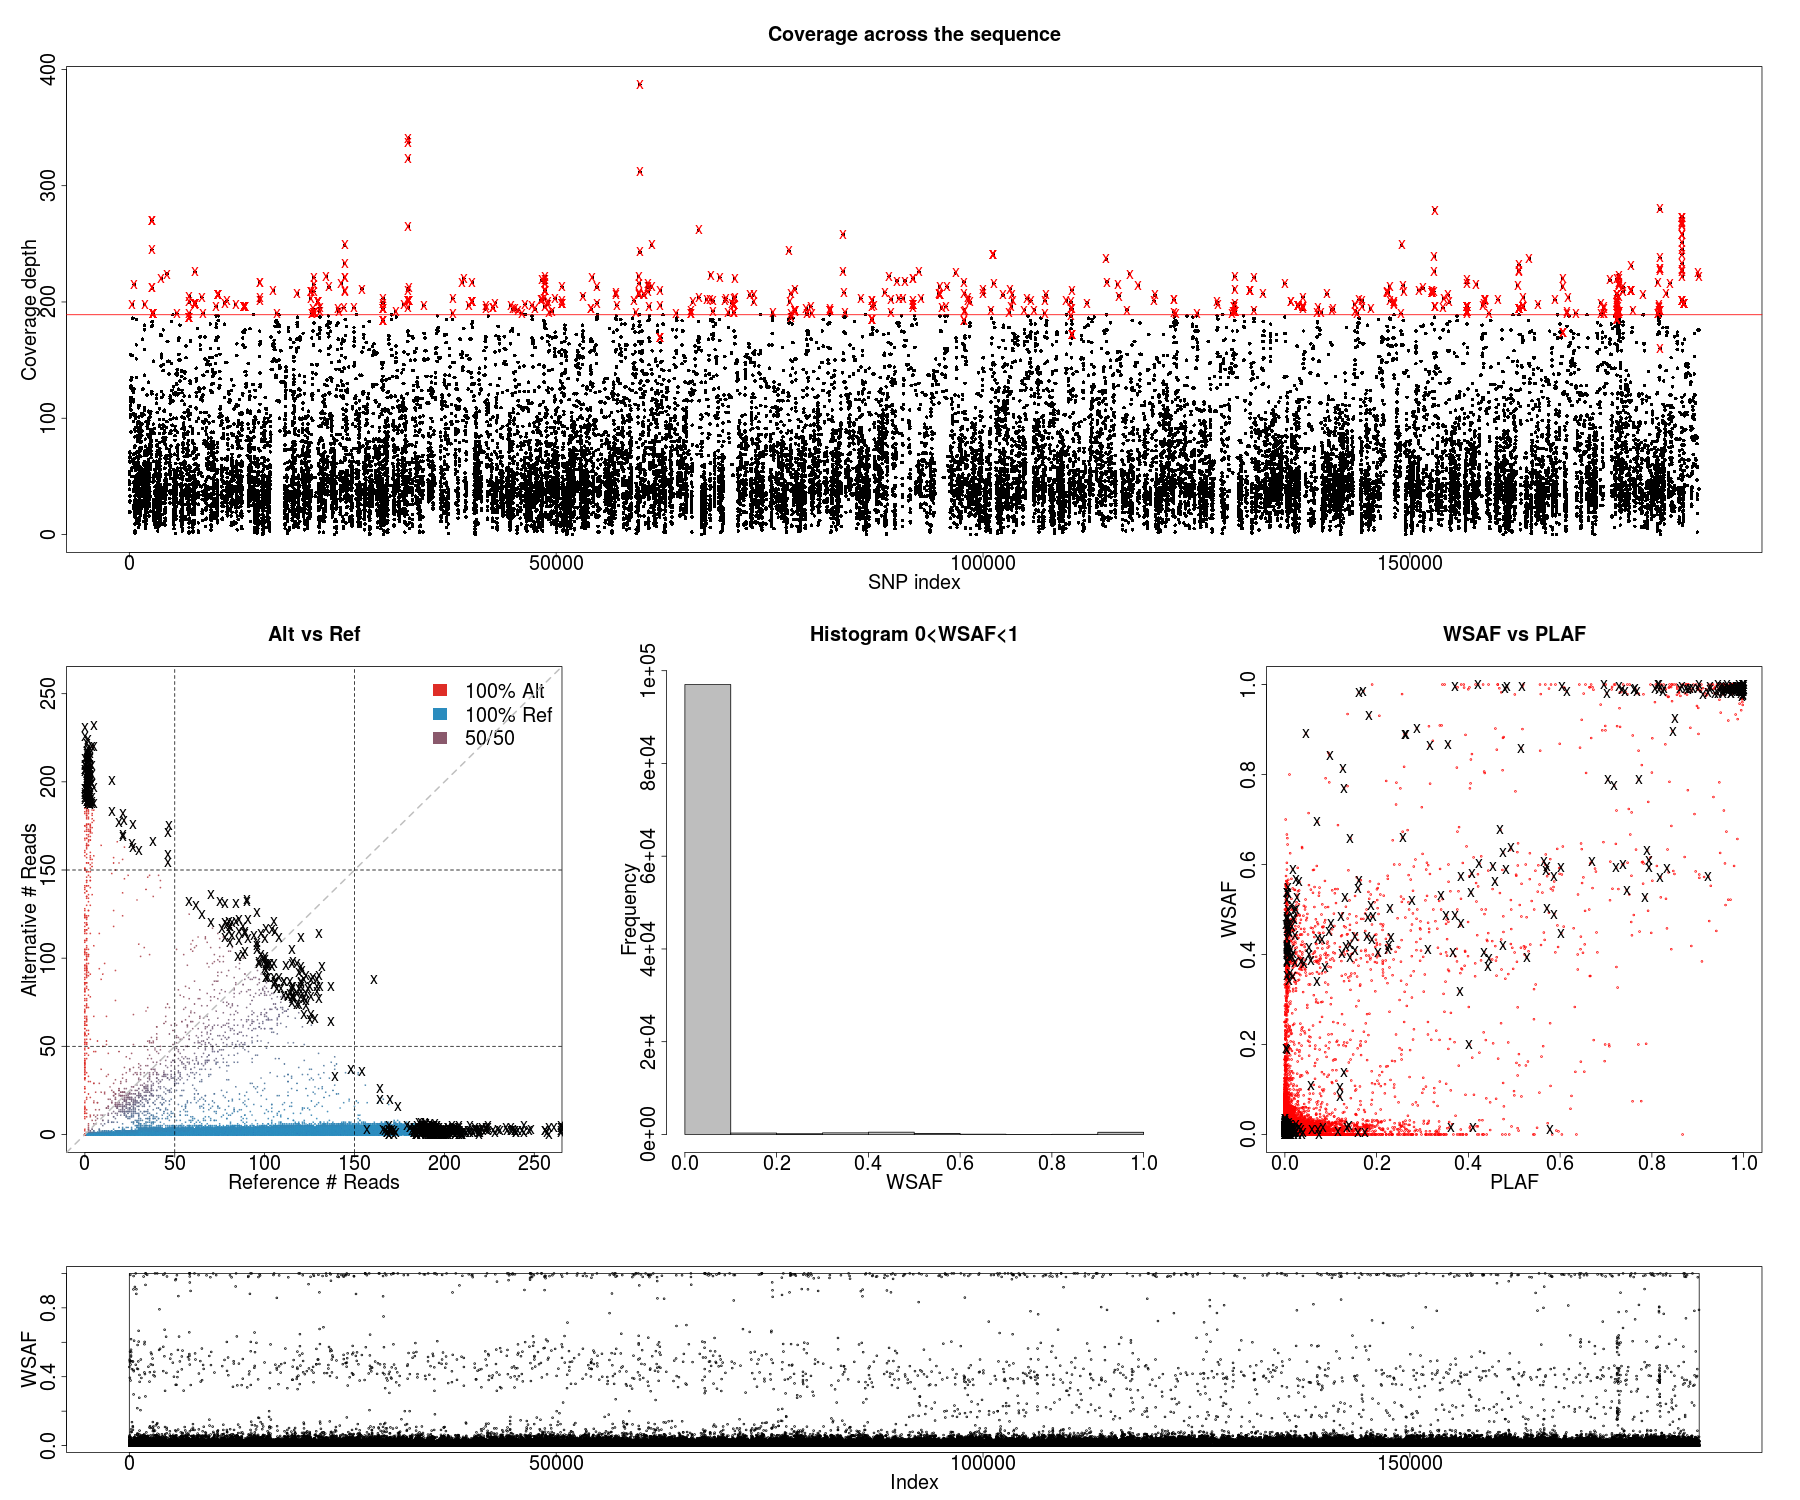 Coverage across the sequence
Coverage depth
0
100
200
300
400
0
50000
100000
150000
SNP index
Alt vs Ref
Alternative # Reads
0
50
100
150
200
250
100% Alt
100% Ref
50/50
0
50
100
150
200
250
Reference # Reads
Histogram 0<WSAF<1
Frequency
0e+00
2e+04
4e+04
6e+04
8e+04
1e+05
0.0
0.2
0.4
0.6
0.8
1.0
WSAF
WSAF vs PLAF
WSAF
0.0
0.2
0.4
0.6
0.8
1.0
0.0
0.2
0.4
0.6
0.8
1.0
PLAF
WSAF
0.0
0.4
0.8
0
50000
100000
150000
Index